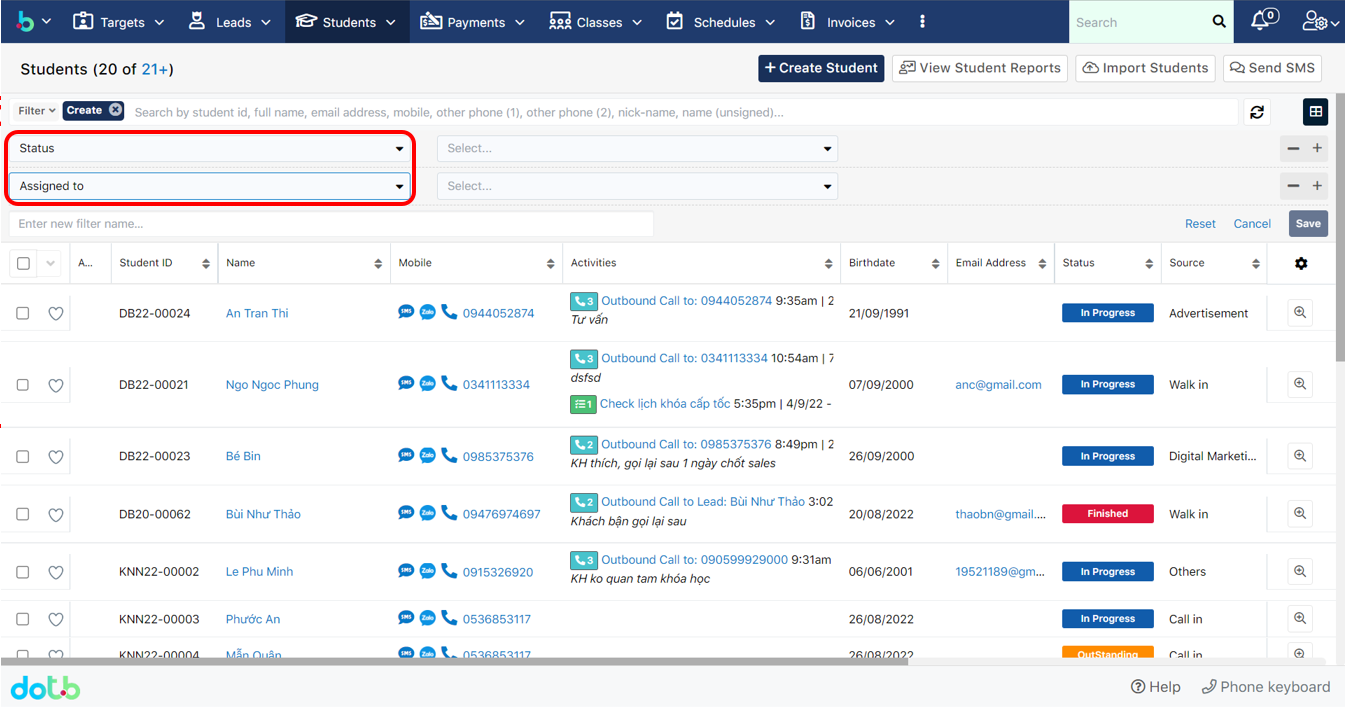 Targets Leads Students Payments Classes Schedules Invoices Search 0
Students (20 of 21+) + Create Student View Student Reports Import Students Send SMS
Filter Create Search by student id, full name, email address, mobile, other phone (1), other phone (2), nick-name, name (unsigned)...
Status Select...
Assigned to Select...
Enter new filter name... Reset Cancel Save
A... Student ID Name Mobile Activities Birthdate Email Address Status Source
3 Outbound Call to: 0944052874 9:35am | 2
DB22-00024 An Tran Thi SMS Zalo 0944052874 21/09/1991 In Progress Advertisement
Tư vấn
3 Outbound Call to: 0341113334 10:54am | 7
dsfsd
DB22-00021 Ngo Ngoc Phung SMS Zalo 0341113334 07/09/2000 anc@gmail.com In Progress Walk in
1 Check lịch khóa cấp tốc 5:35pm | 4/9/22 -
2 Outbound Call to: 0985375376 8:49pm | 2
DB22-00023 Bé Bin SMS Zalo 0985375376 26/09/2000 In Progress Digital Marketi...
KH thích, gọi lại sau 1 ngày chốt sales
2 Outbound Call to Lead: Bùi Như Thảo 3:02
DB20-00062 Bùi Như Thảo SMS Zalo 09476974697 20/08/2022 thaobn@gmail.... Finished Walk in
Khách bận gọi lại sau
3 Outbound Call to: 090599929000 9:31am
KNN22-00002 Le Phu Minh SMS Zalo 0915326920 06/06/2001 19521189@gm... In Progress Others
KH ko quan tam khóa học
KNN22-00003 Phước An SMS Zalo 0536853117 26/08/2022 In Progress Call in
KNN22-00004 Mẫn Quân SMS Zalo 0536853117 26/08/2022 OutStanding Call in
dotb Help Phone keyboard